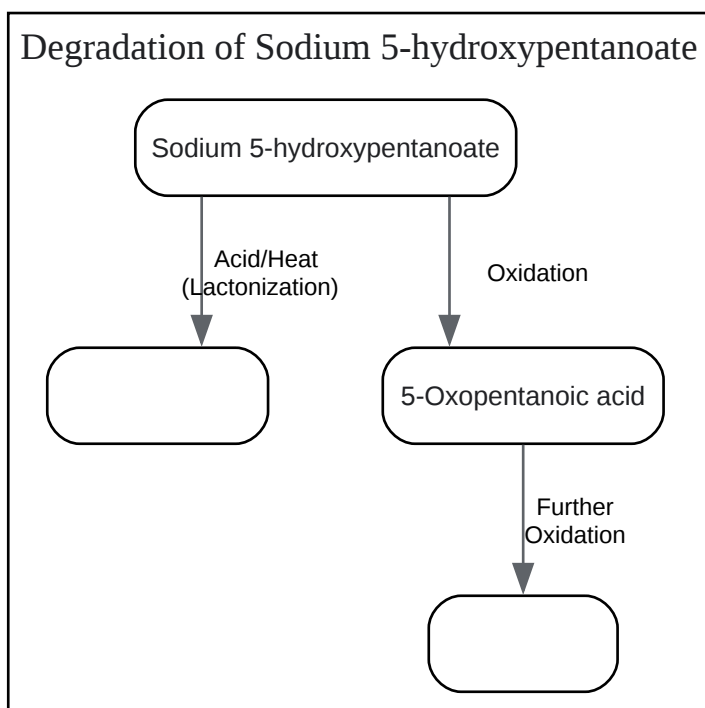 Degradation of Sodium 5-hydroxypentanoate
Sodium 5-hydroxypentanoate
Acid/Heat
(Lactonization)
Oxidation
5-Oxopentanoic acid
Further
Oxidation